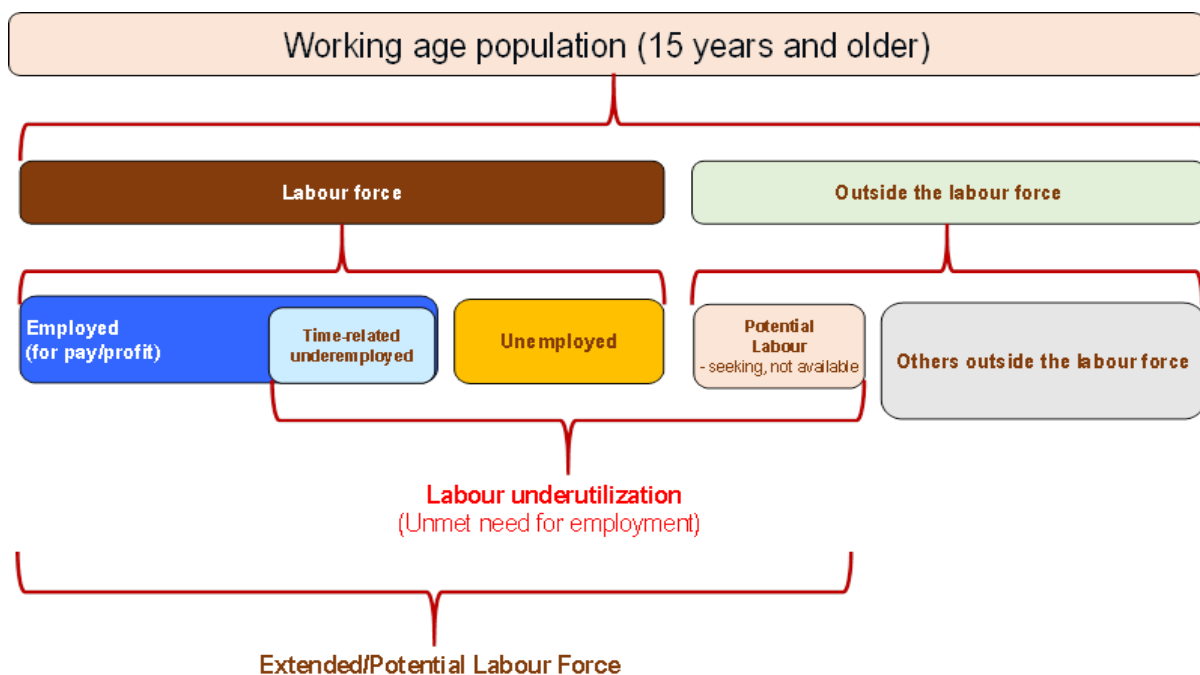 Working age population (15 years and older)
Labour force
Outside the labour force
Employed
(for pay/profit)
Time-related
underemployed
Unemployed
Potential
Labour
- seeking, not available
Others outside the labour force
Labour underutilization
(Unmet need for employment)
Extended/Potential Labour Force